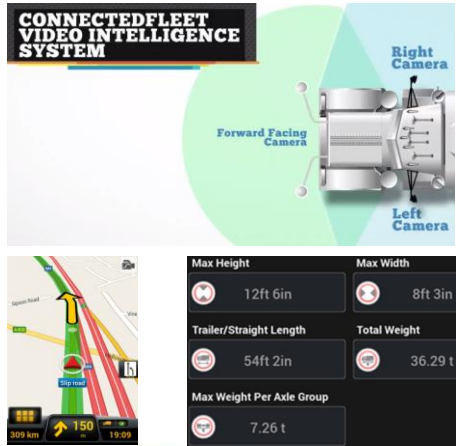 CONNECTEDFLEET
VIDEO INTELLIGENCE
SYSTEM
Right
Camera
Forward Facing
Camera
Left
Camera
Slip road
309 km
150
m
19:09
Max Height
Max Width
12ft 6in
8ft 3in
Trailer/Straight Length
Total Weight
54ft 2in
36.29 t
Max Weight Per Axle Group
7.26 t